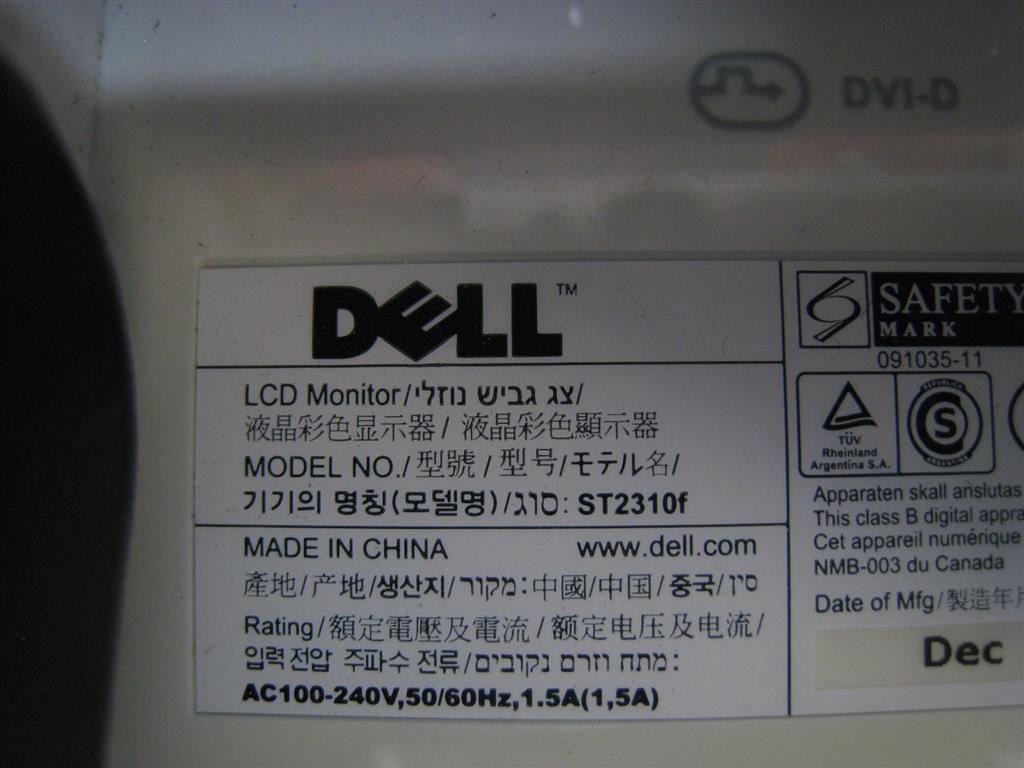 DVI-D
DELL™
LCD Monitor/צג גביש נוזלי/
液晶彩色显示器/ 液晶彩色顯示器
MODEL NO./型號/型号/モテル名/
기기의 명칭(모델명)/סוג: ST2310f
MADE IN CHINA www.dell.com
產地/产地/생산지/מקור:中國/中国/중국/סין
Rating/額定電壓及電流/额定电压及电流/
입력 전압 주파수 전류/מתח וזרם נקובים:
AC100-240V,50/60Hz,1.5A(1,5A)
SAFETY
MARK
091035-11
TÜV
Rheinland
Argentina S.A.
REPUBLICA
S
ARGENTINA
Apparaten skall anslutas
This class B digital appara
Cet appareil numérique
NMB-003 du Canada
Date of Mfg/製造年月
Dec